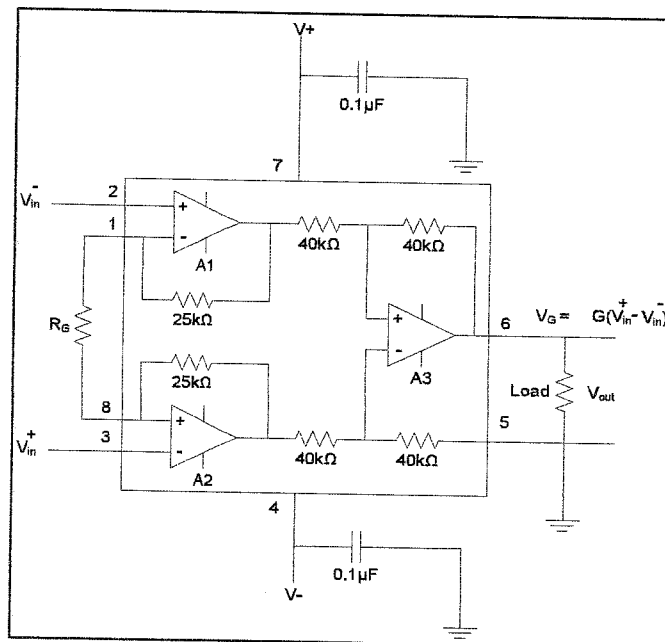 V+
0.1µF
7
V-in 2 +
1 -
A1
40kΩ 40kΩ
25kΩ
RG
+
-
A3
6 VG = G(V+in - V-in)
25kΩ
Load Vout
8 +
5
V+in 3 -
A2
40kΩ 40kΩ
4
0.1µF
V-